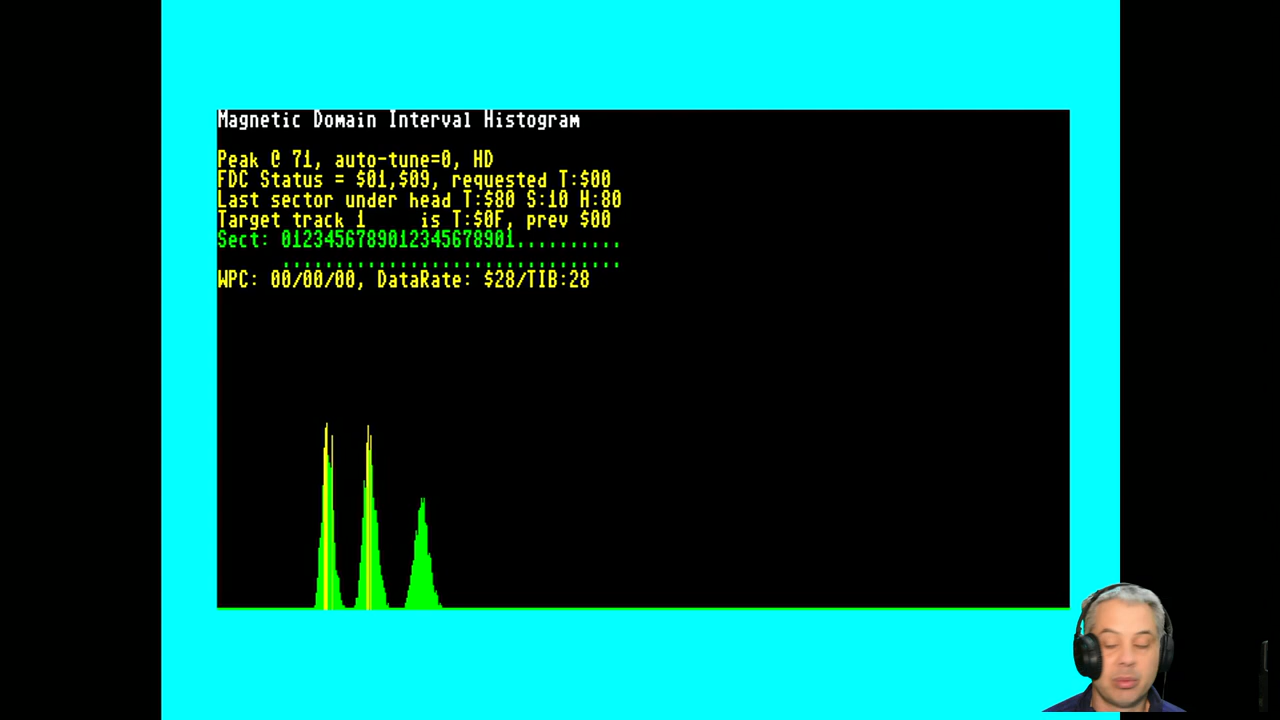 Magnetic Domain Interval Histogram
Peak @ 71, auto-tune=0, HD
FDC Status = $01,$09, requested T:$00
Last sector under head T:$80 S:10 H:80
Target track 1    is T:$0F, prev $00
Sect: 0123456789012345678901..........
................................
WPC: 00/00/00, DataRate: $28/TIB:28